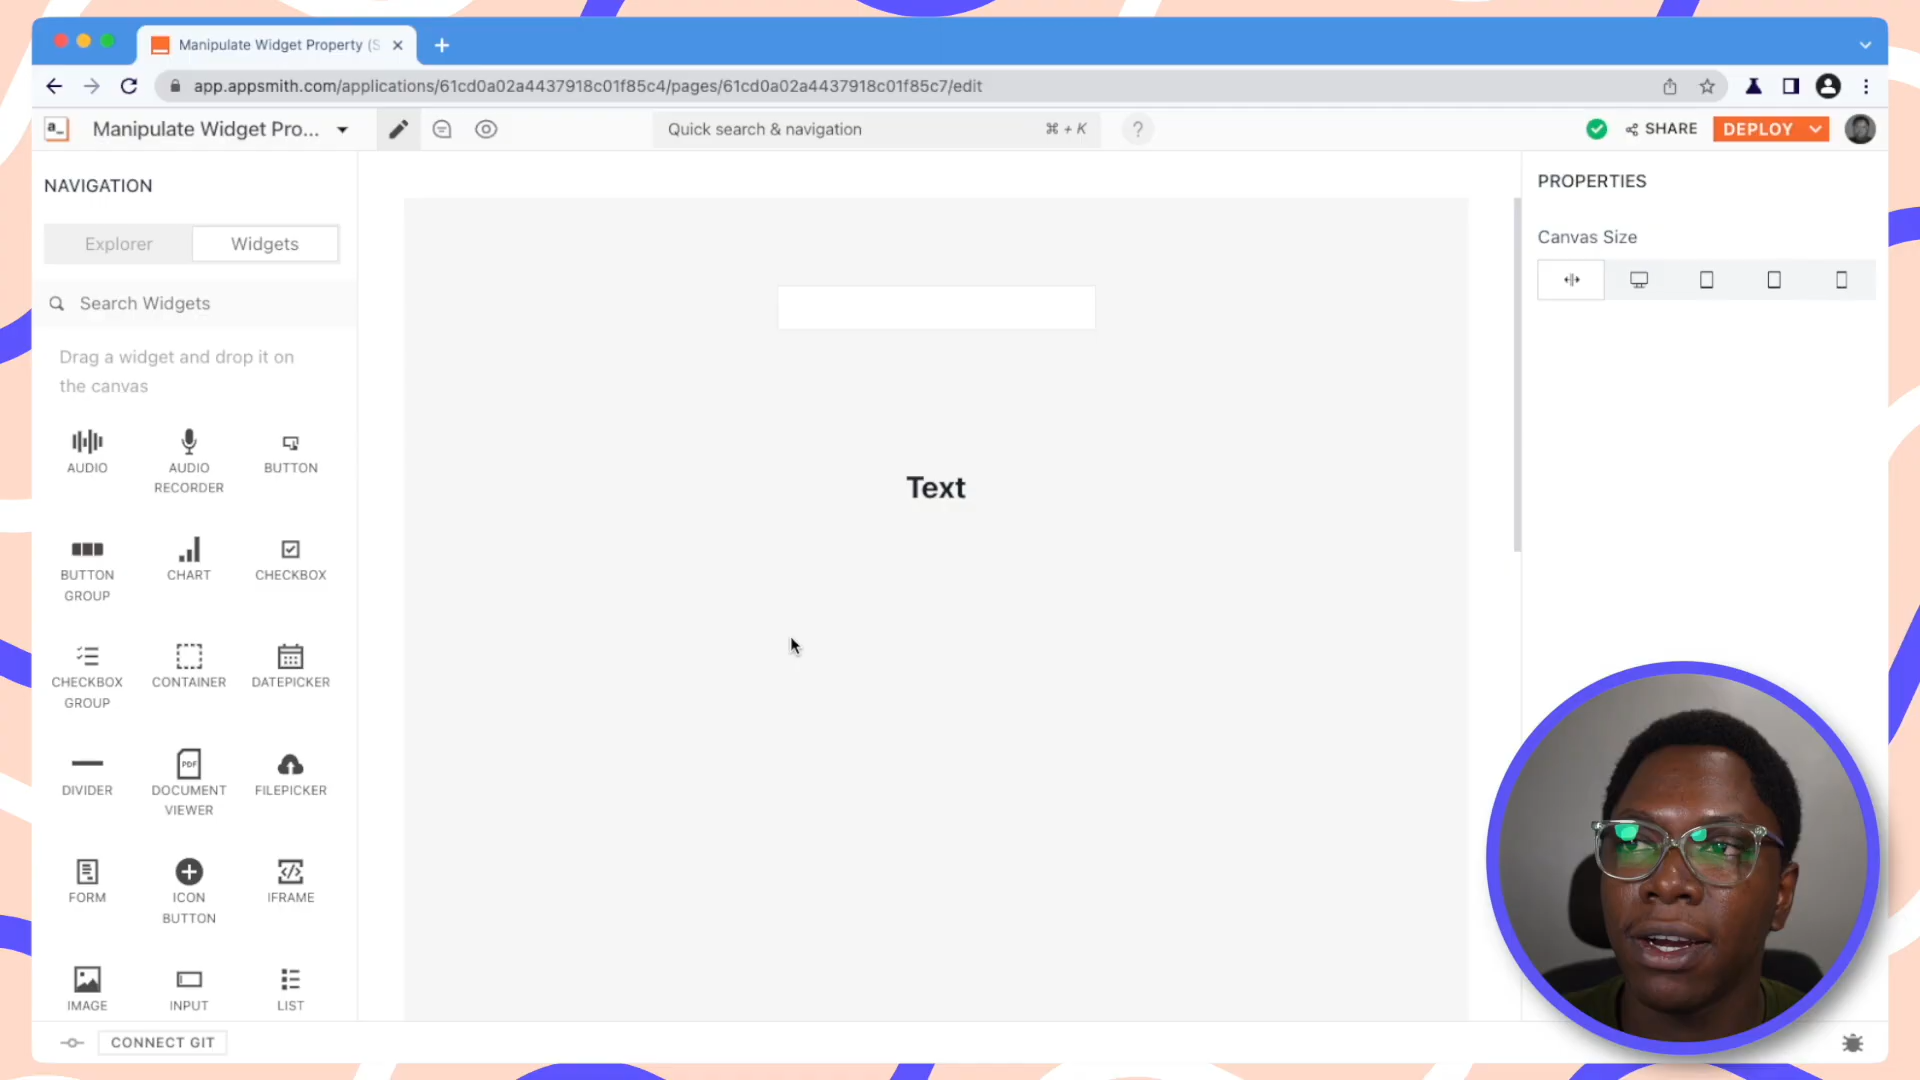 Manipulate Widget Property (S
app.appsmith.com/applications/61cd0a02a4437918c01f85c4/pages/61cd0a02a4437918c01f85c7/edit
a_
Manipulate Widget Pro...
Quick search & navigation
⌘ + K
?
SHARE
DEPLOY
NAVIGATION
Explorer
Widgets
Search Widgets
Drag a widget and drop it on
the canvas
AUDIO
AUDIO
RECORDER
BUTTON
BUTTON
GROUP
CHART
CHECKBOX
CHECKBOX
GROUP
CONTAINER
DATEPICKER
DIVIDER
PDF
DOCUMENT
VIEWER
FILEPICKER
FORM
ICON
BUTTON
IFRAME
IMAGE
INPUT
LIST
CONNECT GIT
Text
PROPERTIES
Canvas Size